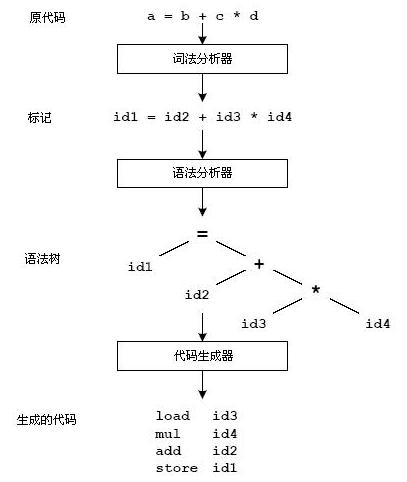 原代码 a = b + c * d
词法分析器
标记 id1 = id2 + id3 * id4
语法分析器
=
语法树 id1 +
id2 *
id3 id4
代码生成器
生成的代码 load id3
mul id4
add id2
store id1